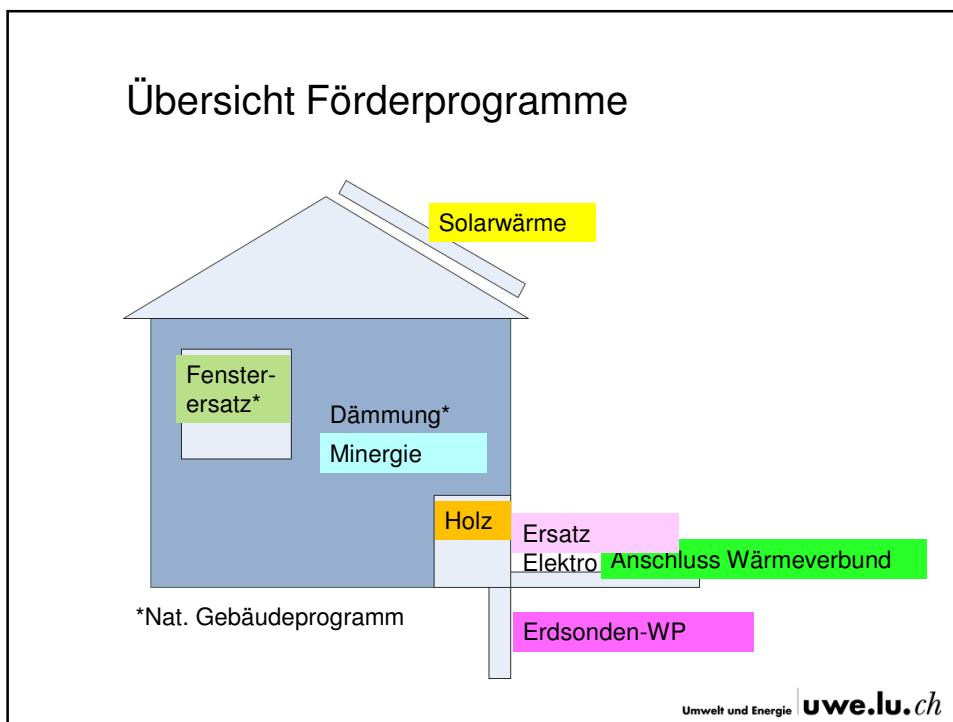 Übersicht Förderprogramme
Solarwärme
Fenster-
ersatz*
Dämmung*
Minergie
Holz
Ersatz
Elektro
Anschluss Wärmeverbund
*Nat. Gebäudeprogramm
Erdsonden-WP
Umwelt und Energie uwe.lu.ch